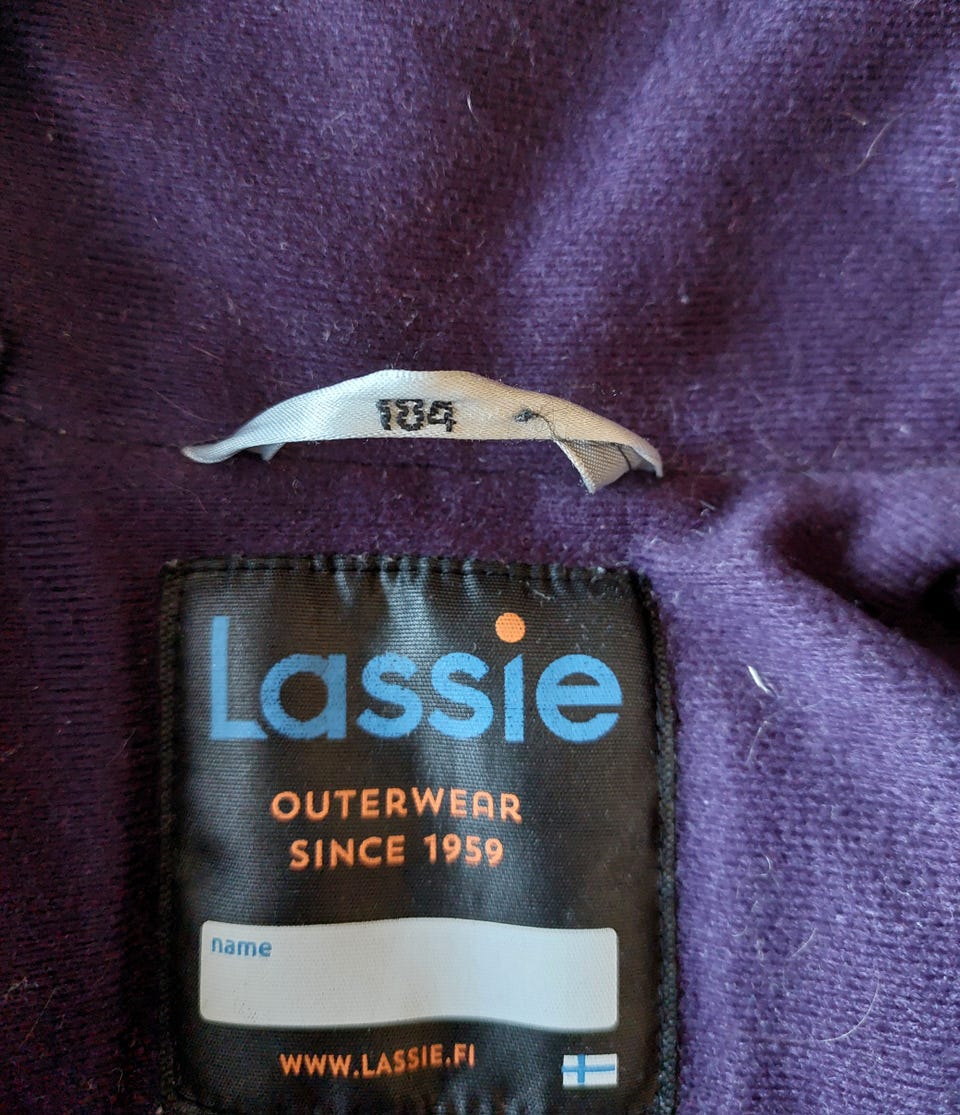 104
Lassie
OUTERWEAR
SINCE 1959
name
WWW.LASSIE.FI